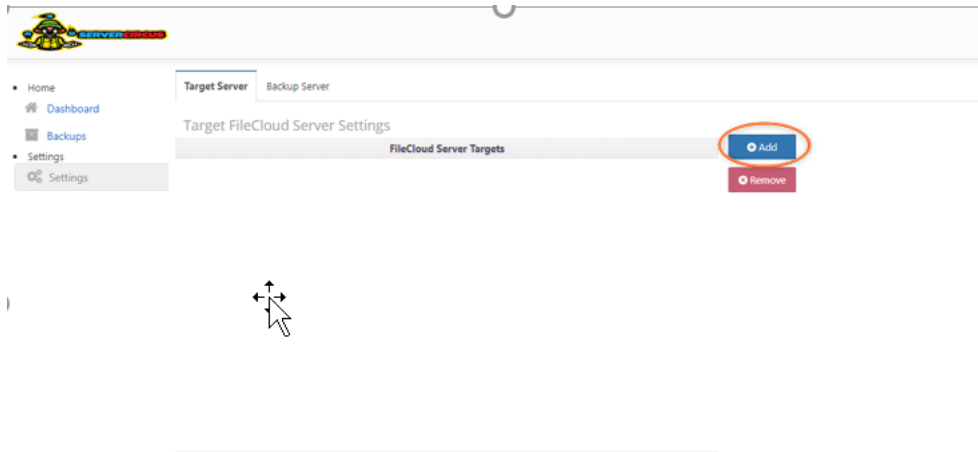 SERVERCIRCUS
Home
Dashboard
Backups
Settings
Settings
Target Server Backup Server
Target FileCloud Server Settings
FileCloud Server Targets
Add
Remove